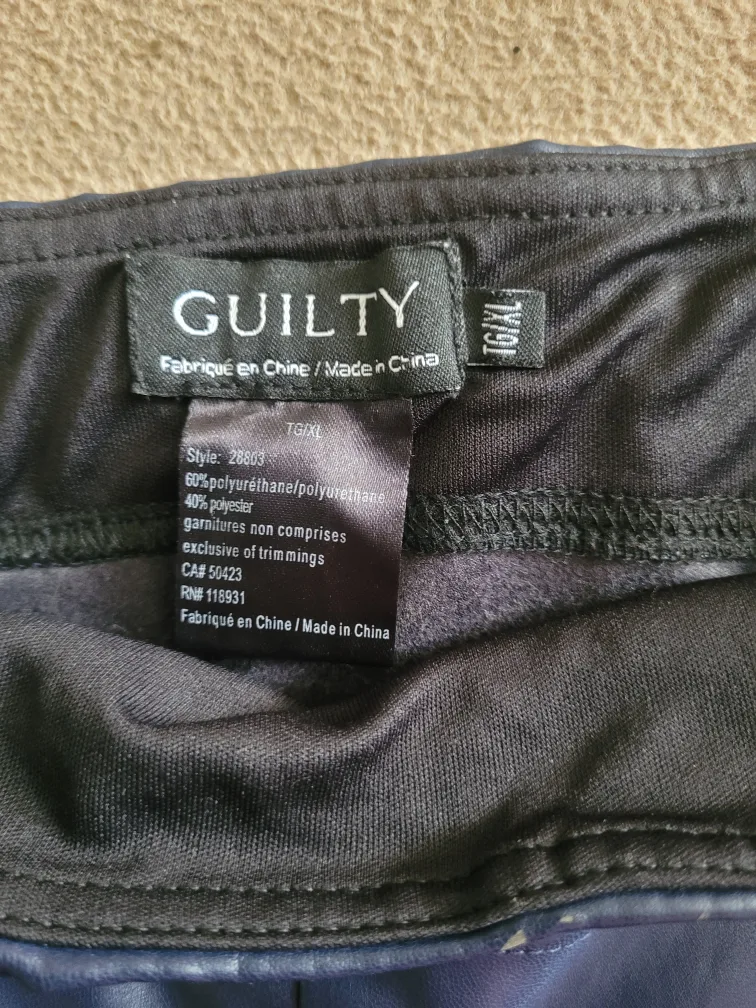 GUILTY
Fabriqué en Chine / Made in China
TG/XL
TG/XL
Style: 28803
60%polyuréthane/polyurethane
40% polyester
garnitures non comprises
exclusive of trimmings
CA# 50423
RN# 118931
Fabriqué en Chine / Made in China